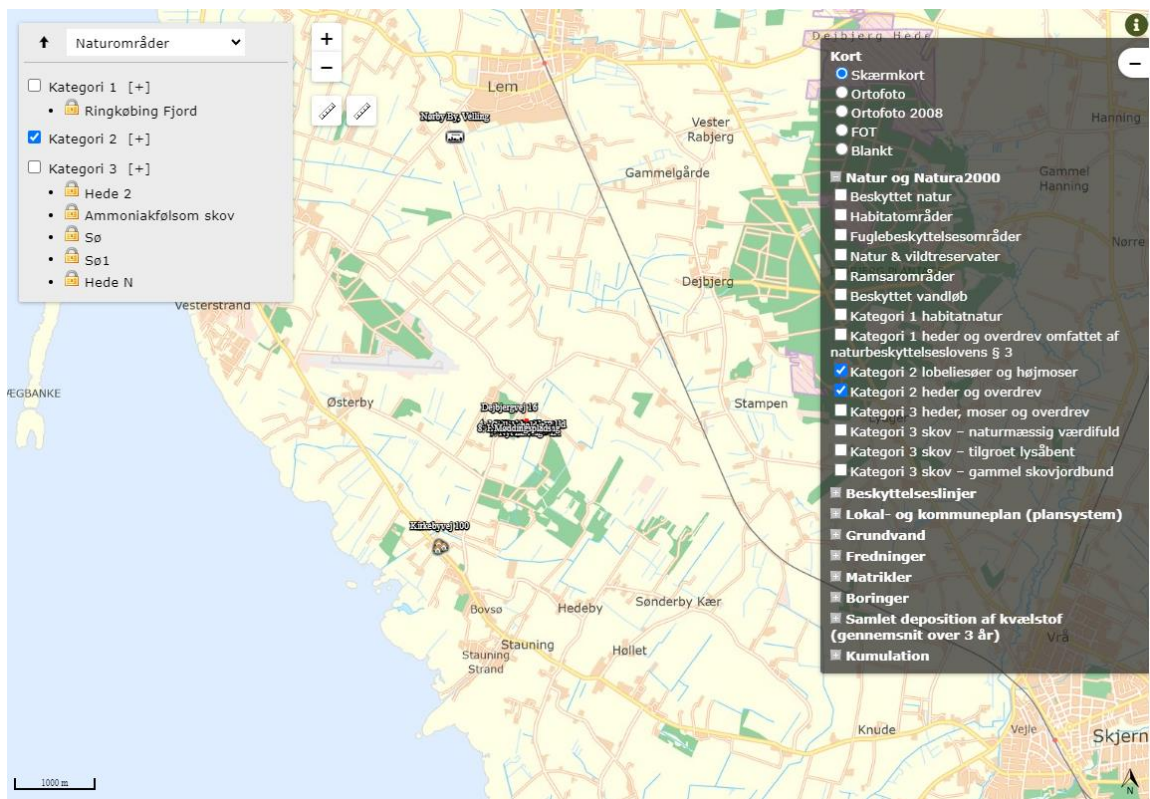 Naturområder
Kategori 1 [+]
Ringkøbing Fjord
Kategori 2 [+]
Kategori 3 [+]
Hede 2
Ammoniakfølsom skov
Sø
Sø1
Hede N
+
−
Kort
Skærmkort
Ortofoto
Ortofoto 2008
FOT
Blankt
Natur og Natura2000
Beskyttet natur
Habitatområder
Fuglebeskyttelsesområder
Natur & vildtreservater
Ramsarområder
Beskyttet vandløb
Kategori 1 habitatnatur
Kategori 1 heder og overdrev omfattet af
naturbeskyttelseslovens § 3
Kategori 2 lobeliesøer og højmoser
Kategori 2 heder og overdrev
Kategori 3 heder, moser og overdrev
Kategori 3 skov – naturmæssig værdifuld
Kategori 3 skov – tilgroet lysåbent
Kategori 3 skov – gammel skovjordbund
Beskyttelseslinjer
Lokal- og kommuneplan (plansystem)
Grundvand
Fredninger
Matrikler
Boringer
Samlet deposition af kvælstof
(gennemsnit over 3 år)
Kumulation
Dejbjerg Hede
Lem
Nørby By, Velling
Vester
Rabjerg
Gammelgårde
Hanning
Gammel
Hanning
Nørre
Dejbjerg
Vesterstrand
ÆGBANKE
Østerby
Dejbjergvej 16
Stampen
Kirkebyvej 100
Bovsø
Hedeby
Sønderby Kær
Stauning
Stauning
Strand
Høllet
Vrå
Knude
Vejle
Skjern
1000 m
N